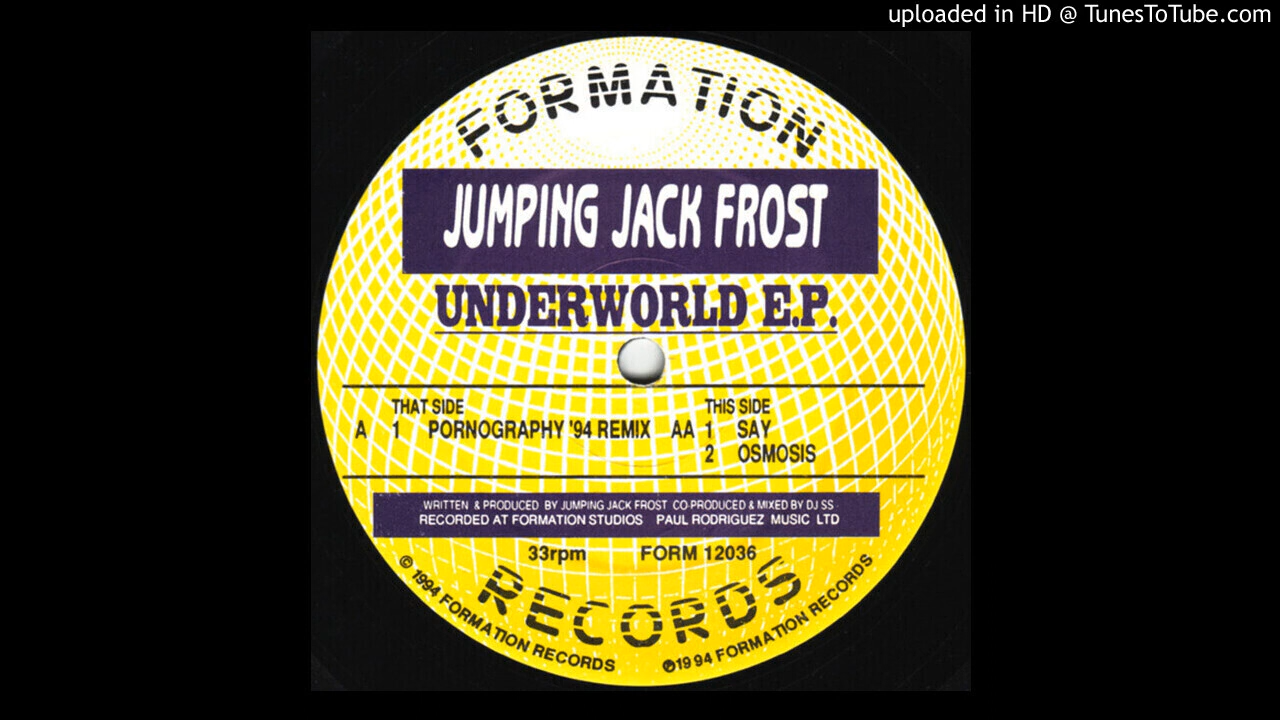 uploaded in HD @ TunesToTube.com
FORMATION
JUMPING JACK FROST
UNDERWORLD E.P.
THAT SIDE THIS SIDE
A 1 PORNOGRAPHY '94 REMIX AA 1 SAY
2 OSMOSIS
WRITTEN & PRODUCED BY JUMPING JACK FROST CO-PRODUCED & MIXED BY DJ SS
RECORDED AT FORMATION STUDIOS PAUL RODRIGUEZ MUSIC LTD
33rpm FORM 12036
RECORDS
© 1994 FORMATION RECORDS
℗1994 FORMATION RECORDS